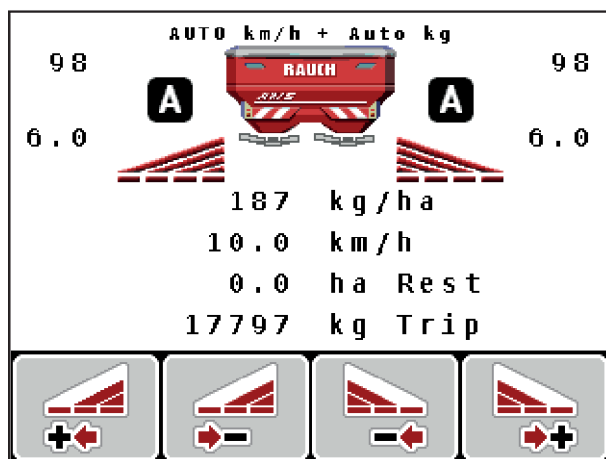 AUTO km/h + Auto kg
98 98
RAUCH
AXIS
A A
6.0 6.0
187 kg/ha
10.0 km/h
0.0 ha Rest
17797 kg Trip